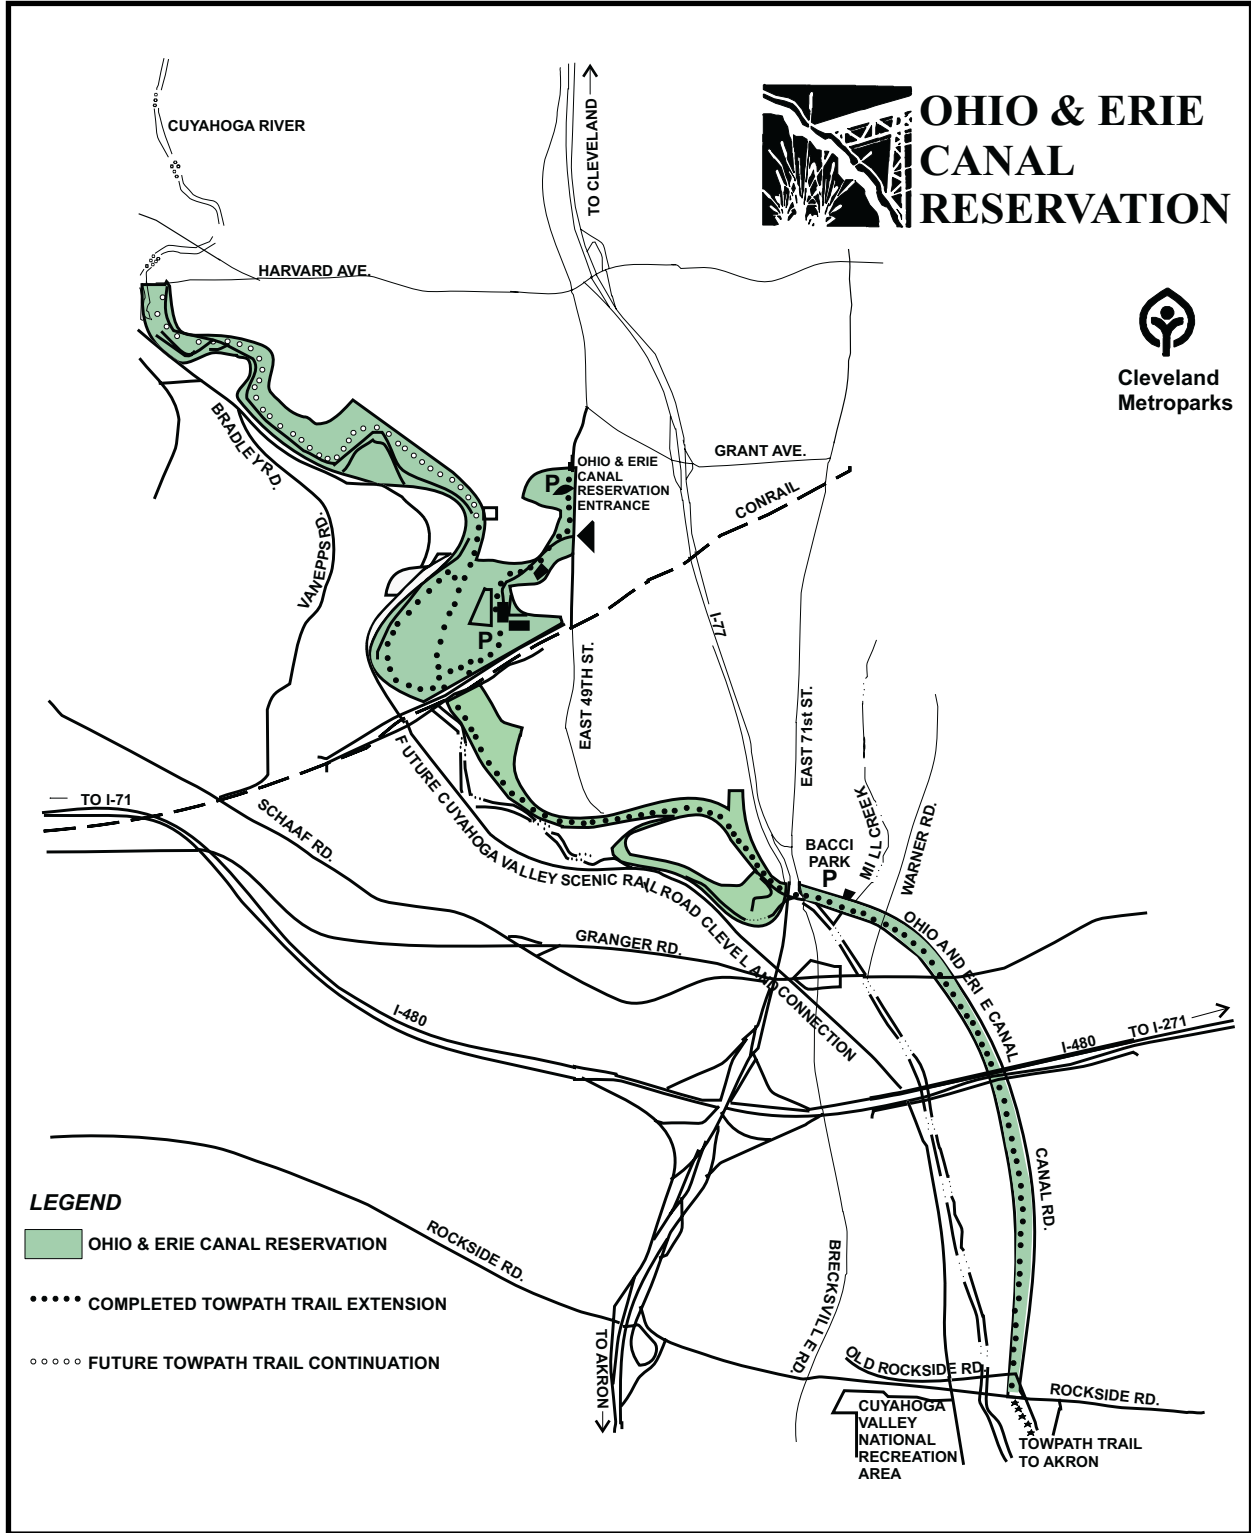 OHIO & ERIE
CANAL
RESERVATION
TO CLEVELAND
CUYAHOGA RIVER
HARVARD AVE.
Cleveland
Metroparks
BRADLEY RD.
GRANT AVE.
OHIO & ERIE
CANAL
RESERVATION
ENTRANCE
P
CONRAIL
VANEPPS RD.
I-77
P
EAST 49TH ST.
EAST 71st ST.
TO I-71
SCHAAF RD.
FUTURE CUYAHOGA VALLEY SCENIC RAILROAD CLEVELAND CONNECTION
BACCI
PARK
P
MILL CREEK
WARNER RD.
OHIO AND ERIE CANAL
GRANGER RD.
I-480
I-480
TO I-271
CANAL RD.
LEGEND
OHIO & ERIE CANAL RESERVATION
COMPLETED TOWPATH TRAIL EXTENSION
FUTURE TOWPATH TRAIL CONTINUATION
ROCKSIDE RD.
TO AKRON
BRECKSVILLE RD.
OLD ROCKSIDE RD.
ROCKSIDE RD.
CUYAHOGA
VALLEY
NATIONAL
RECREATION
AREA
TOWPATH TRAIL
TO AKRON